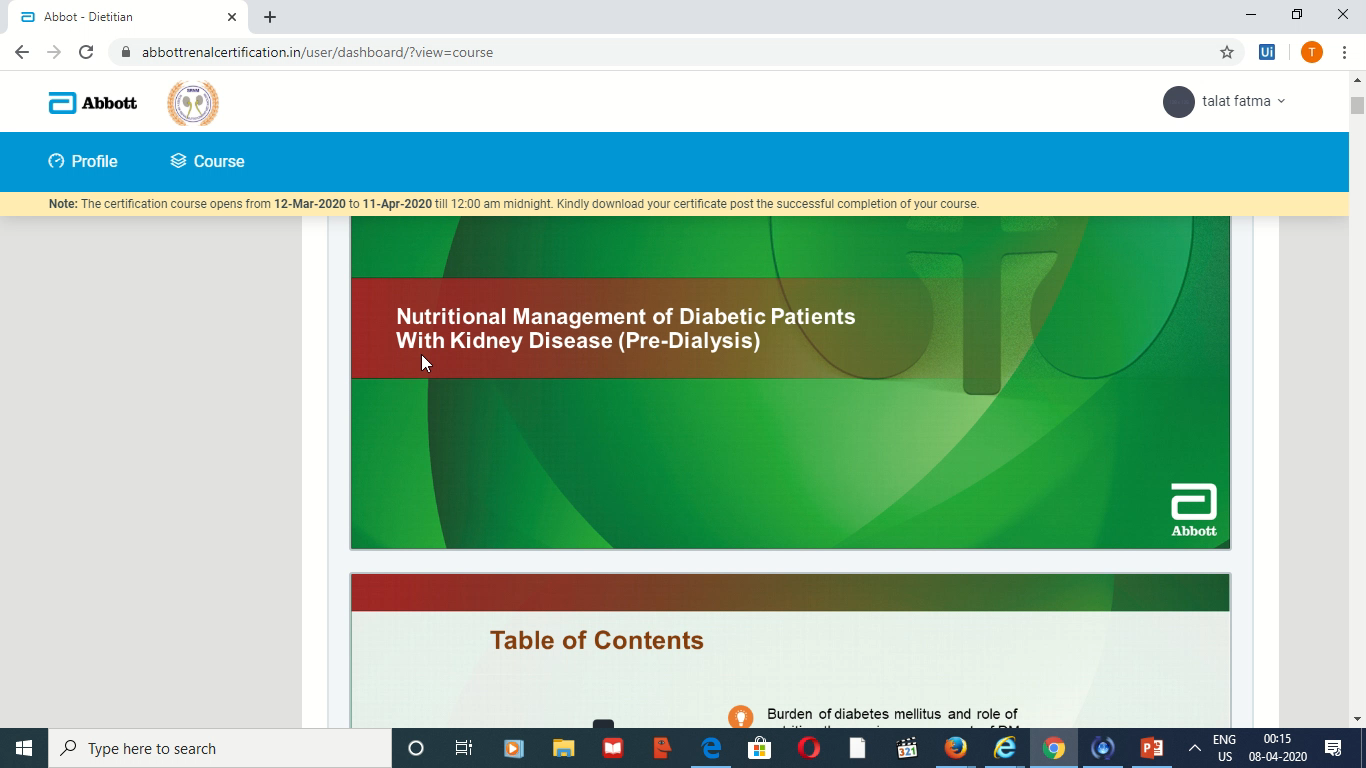 Abbot - Dietitian
abbottrenalcertification.in/user/dashboard/?view=course
Ui
T
Abbott
talat fatma
Profile
Course
Note: The certification course opens from 12-Mar-2020 to 11-Apr-2020 till 12:00 am midnight. Kindly download your certificate post the successful completion of your course.
Nutritional Management of Diabetic Patients
With Kidney Disease (Pre-Dialysis)
Abbott
Table of Contents
Burden of diabetes mellitus and role of
Type here to search
321
ENG
US
00:15
08-04-2020